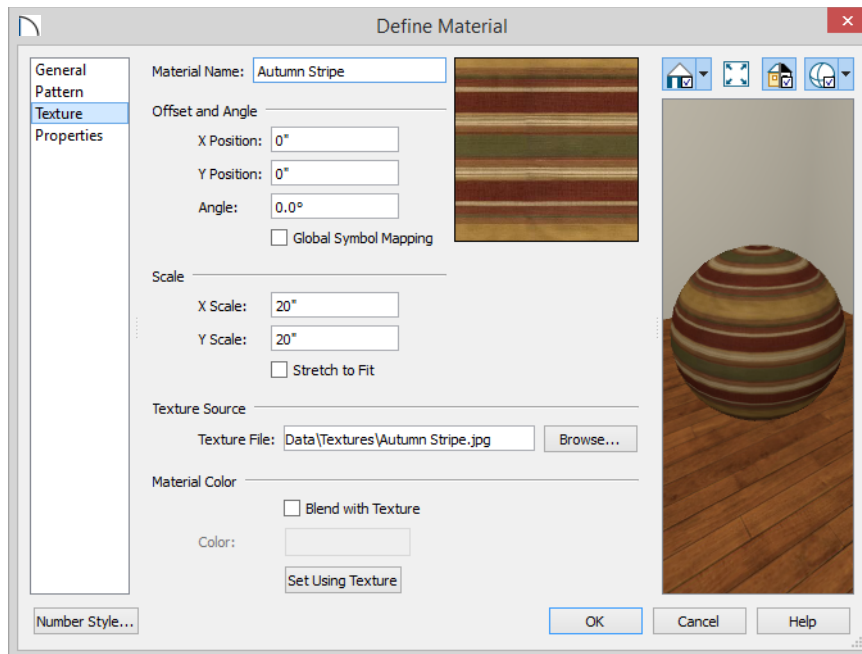 Define Material
General
Pattern
Texture
Properties
Material Name: Autumn Stripe
Offset and Angle
X Position: 0"
Y Position: 0"
Angle: 0.0°
Global Symbol Mapping
Scale
X Scale: 20"
Y Scale: 20"
Stretch to Fit
Texture Source
Texture File: Data\Textures\Autumn Stripe.jpg Browse...
Material Color
Blend with Texture
Color:
Set Using Texture
Number Style... OK Cancel Help